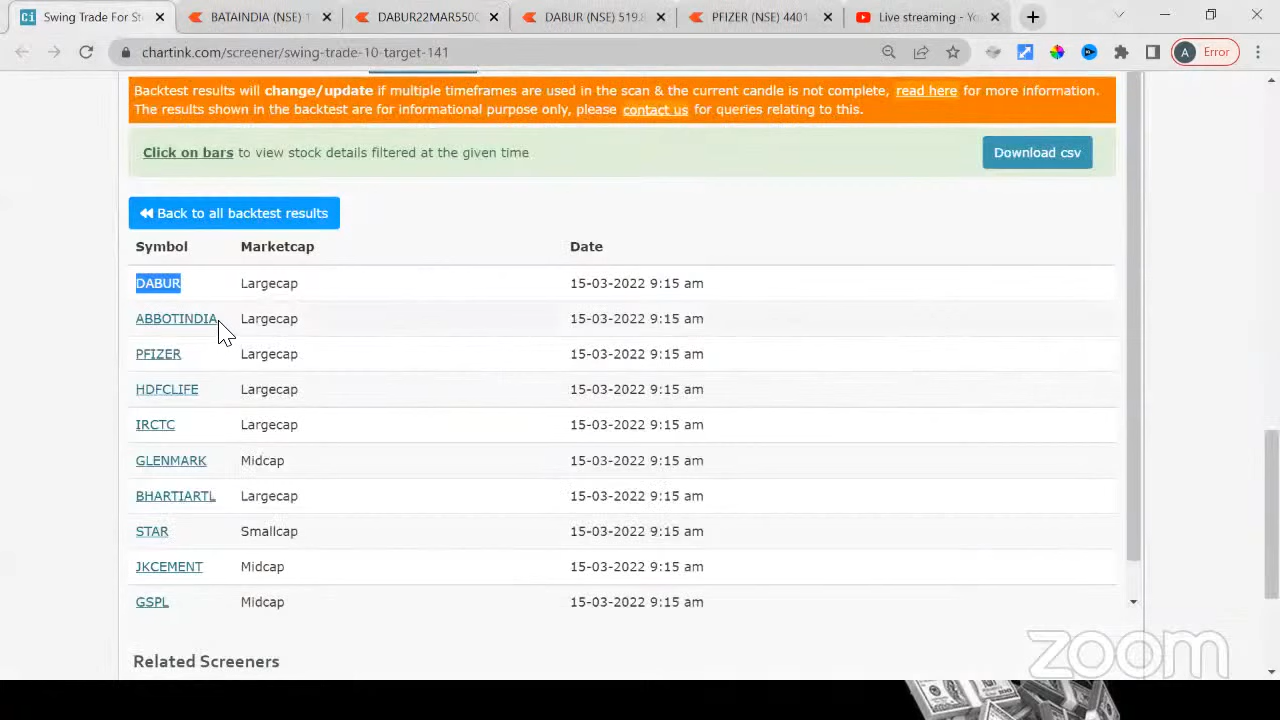 Swing Trade For St
BATAINDIA (NSE) 1
DABUR22MAR550C
DABUR (NSE) 519.8
PFIZER (NSE) 4401
Live streaming - Yo
chartink.com/screener/swing-trade-10-target-141
A Error
Backtest results will change/update if multiple timeframes are used in the scan & the current candle is not complete, read here for more information.
The results shown in the backtest are for informational purpose only, please contact us for queries relating to this.
Click on bars to view stock details filtered at the given time
Download csv
Back to all backtest results
Symbol Marketcap Date
DABUR Largecap 15-03-2022 9:15 am
ABBOTINDIA Largecap 15-03-2022 9:15 am
PFIZER Largecap 15-03-2022 9:15 am
HDFCLIFE Largecap 15-03-2022 9:15 am
IRCTC Largecap 15-03-2022 9:15 am
GLENMARK Midcap 15-03-2022 9:15 am
BHARTIARTL Largecap 15-03-2022 9:15 am
STAR Smallcap 15-03-2022 9:15 am
JKCEMENT Midcap 15-03-2022 9:15 am
GSPL Midcap 15-03-2022 9:15 am
Related Screeners
zoom